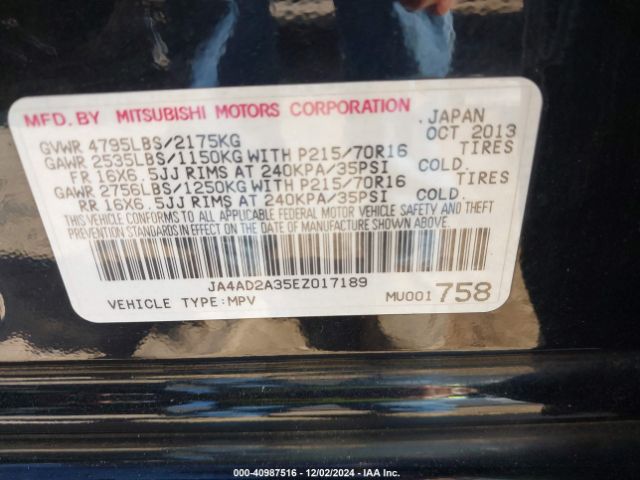 MFD.BY MITSUBISHI MOTORS CORPORATION .JAPAN
GVWR 4795LBS/2175KG OCT 2013
GAWR 2535LBS/1150KG WITH P215/70R16 TIRES
FR 16X6.5JJ RIMS AT 240KPA/35PSI COLD.
GAWR 2756LBS/1250KG WITH P215/70R16 TIRES
RR 16X6.5JJ RIMS AT 240KPA/35PSI COLD.
THIS VEHICLE CONFORMS TO ALL APPLICABLE FEDERAL MOTOR VEHICLE SAFETY AND THEFT
PREVENTION STANDARDS IN EFFECT ON THE DATE OF MANUFACTURE SHOWN ABOVE.
JA4AD2A35EZ017189
VEHICLE TYPE:MPV MU001 758
000-40987516 • 12/02/2024 • IAA Inc.